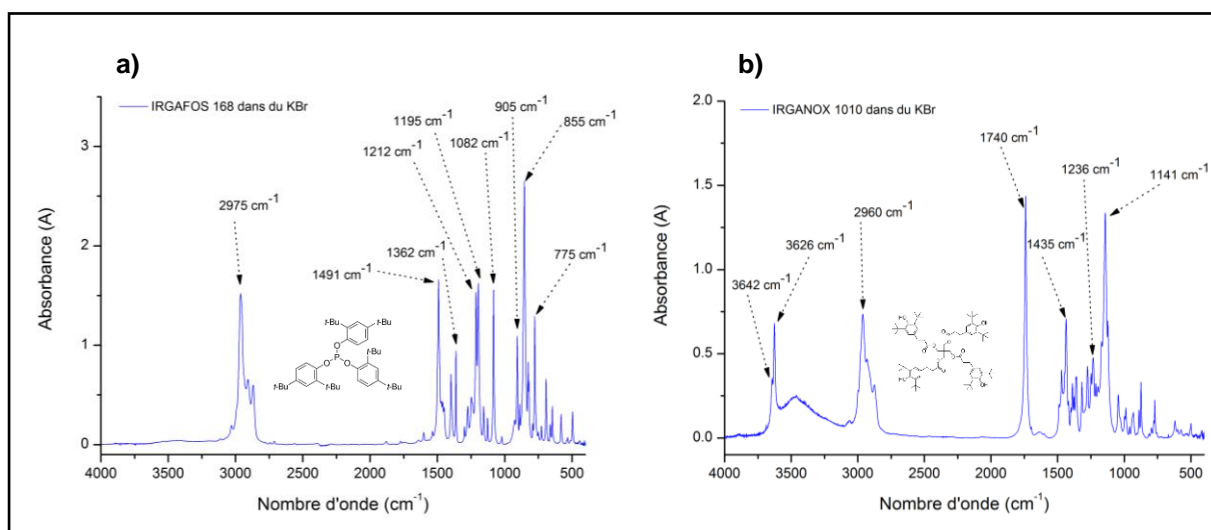 a)
IRGAFOS 168 dans du KBr
905 cm⁻¹
1195 cm⁻¹
855 cm⁻¹
1212 cm⁻¹
1082 cm⁻¹
2975 cm⁻¹
1362 cm⁻¹
1491 cm⁻¹
775 cm⁻¹
Absorbance (A)
3
2
1
0
t-Bu
t-Bu
t-Bu
O
O P O
t-Bu
t-Bu
t-Bu
4000 3500 3000 2500 2000 1500 1000 500
Nombre d'onde (cm⁻¹)
b)
IRGANOX 1010 dans du KBr
1740 cm⁻¹
1236 cm⁻¹
1141 cm⁻¹
2960 cm⁻¹
3626 cm⁻¹
1435 cm⁻¹
3642 cm⁻¹
Absorbance (A)
2.0
1.5
1.0
0.5
0.0
4000 3500 3000 2500 2000 1500 1000 500
Nombre d'onde (cm⁻¹)